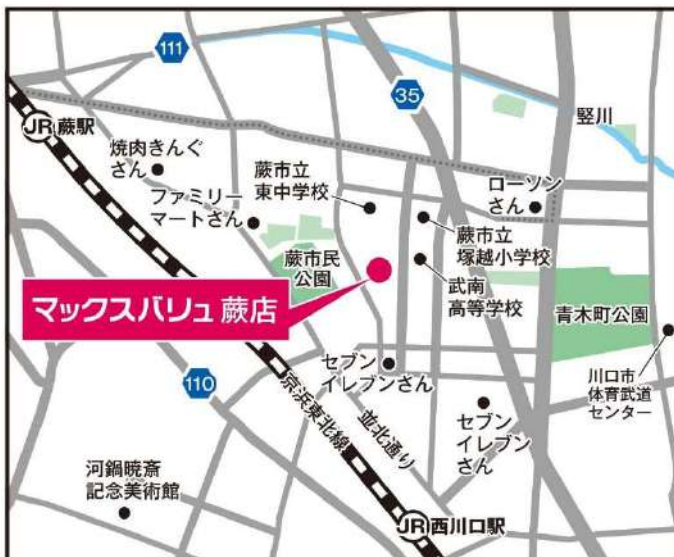 111
35
竪川
JR 蕨駅
焼肉きんぐ
さん
蕨市立
東中学校
ローソン
さん
ファミリー
マートさん
蕨市立
塚越小学校
蕨市民
公園
武南
高等学校
マックスバリュ 蕨店
青木町公園
セブン
イレブンさん
川口市
体育武道
センター
110
京浜東北線
並北通り
セブン
イレブン
さん
河鍋暁斎
記念美術館
JR 西川口駅